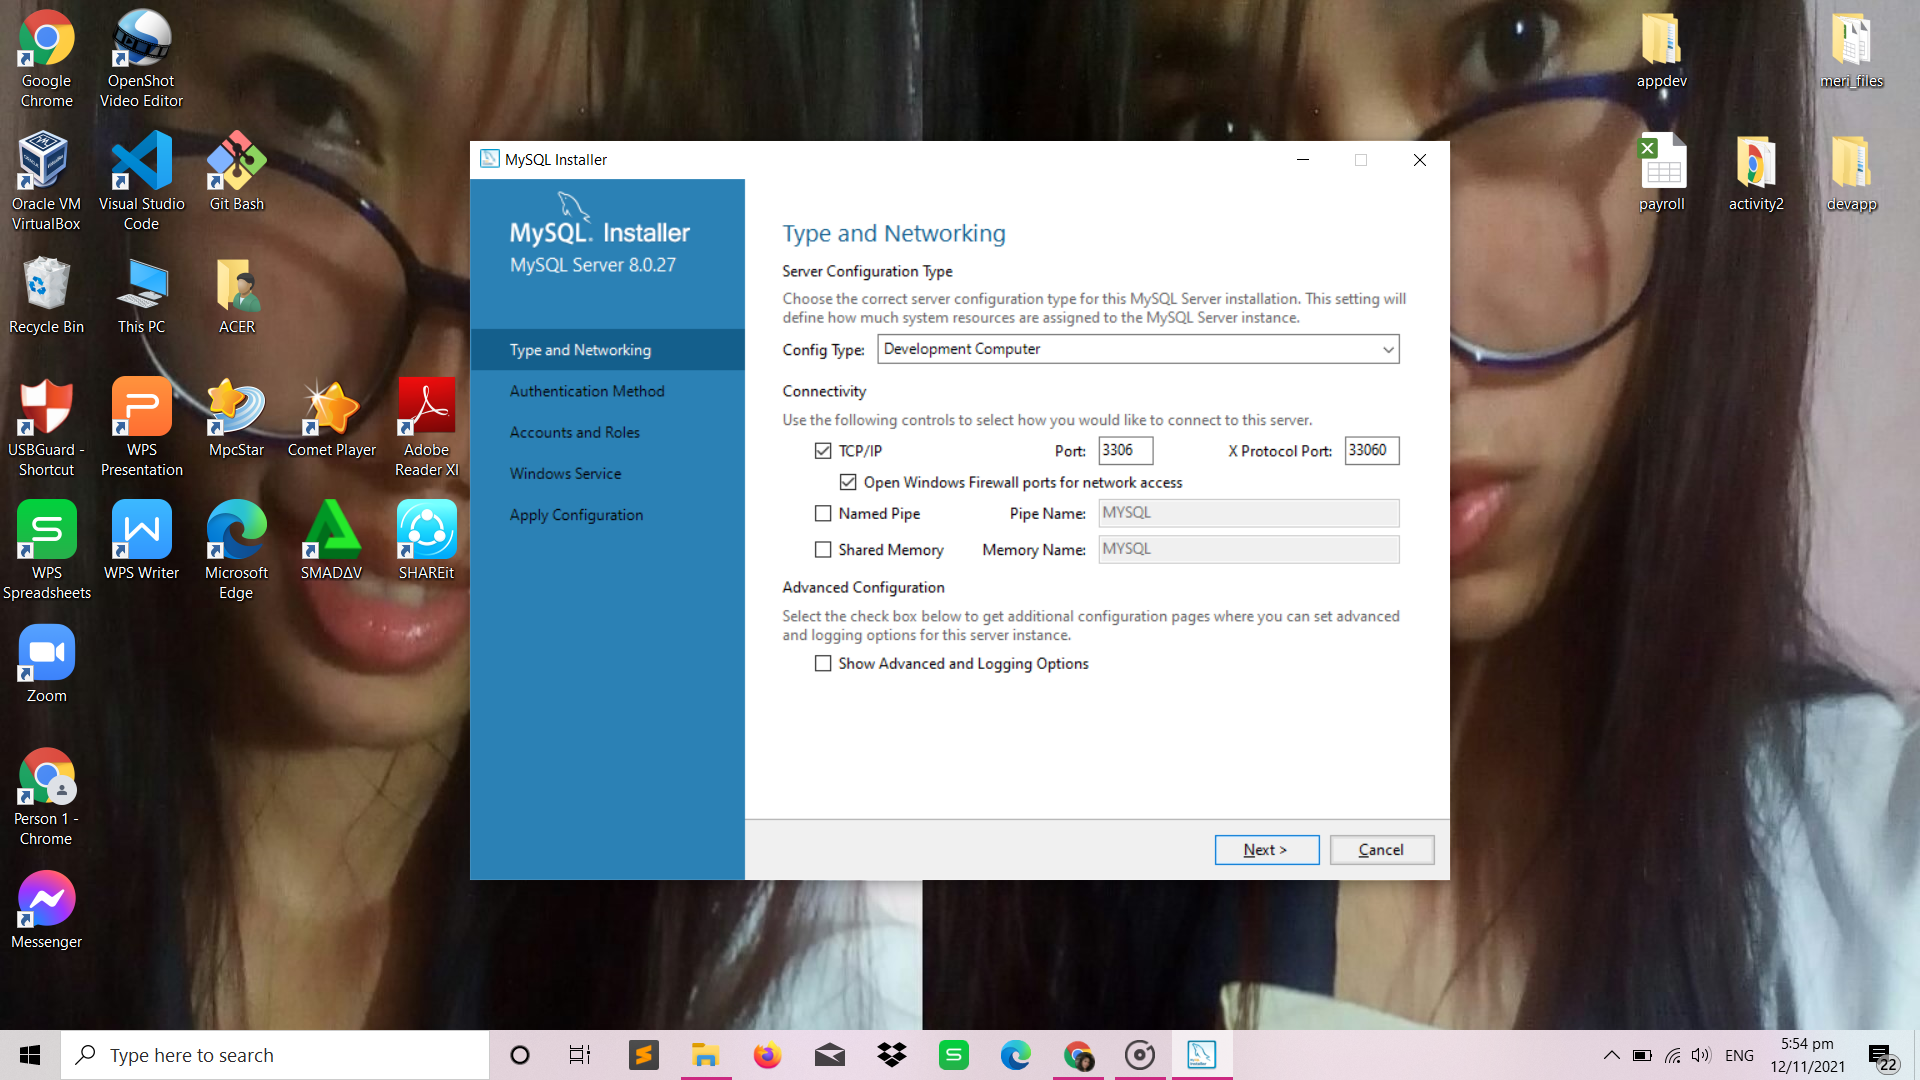 Google
Chrome
OpenShot
Video Editor
Oracle VM
VirtualBox
Visual Studio
Code
Git Bash
Recycle Bin
This PC
ACER
USBGuard -
Shortcut
WPS
Presentation
MpcStar
Comet Player
Adobe
Reader XI
WPS
Spreadsheets
WPS Writer
Microsoft
Edge
SMADΔV
SHAREit
Zoom
Person 1 -
Chrome
Messenger
appdev
meri_files
payroll
activity2
devapp
MySQL Installer
MySQL. Installer
MySQL Server 8.0.27
Type and Networking
Authentication Method
Accounts and Roles
Windows Service
Apply Configuration
Type and Networking
Server Configuration Type
Choose the correct server configuration type for this MySQL Server installation. This setting will
define how much system resources are assigned to the MySQL Server instance.
Config Type: Development Computer
Connectivity
Use the following controls to select how you would like to connect to this server.
TCP/IP Port: 3306 X Protocol Port: 33060
Open Windows Firewall ports for network access
Named Pipe Pipe Name: MYSQL
Shared Memory Memory Name: MYSQL
Advanced Configuration
Select the check box below to get additional configuration pages where you can set advanced
and logging options for this server instance.
Show Advanced and Logging Options
Next > Cancel
Type here to search
ENG
5:54 pm
12/11/2021
22